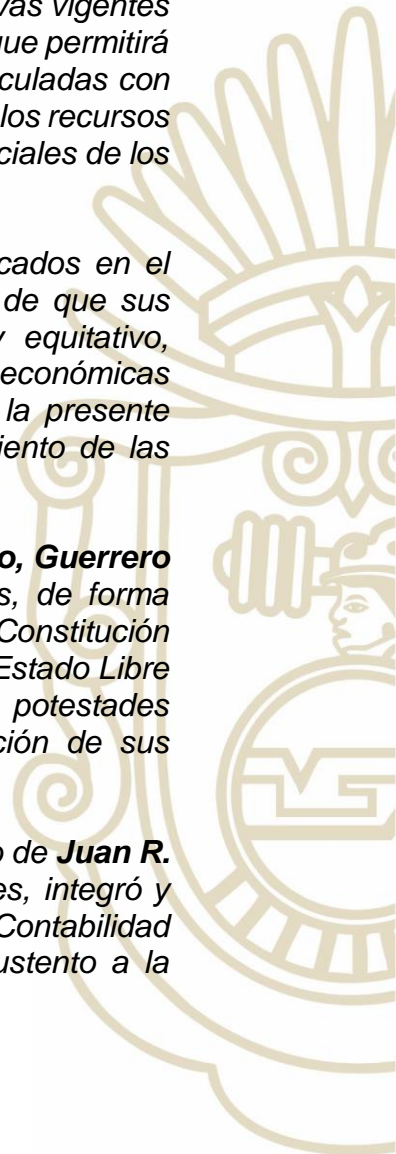 vas vigentes
que permitirá
culadas con
los recursos
ciales de los
cados en el
de que sus
equitativo,
económicas
la presente
iento de las
o, Guerrero
s, de forma
Constitución
Estado Libre
potestades
ción de sus
o de Juan R.
es, integró y
Contabilidad
ustento a la